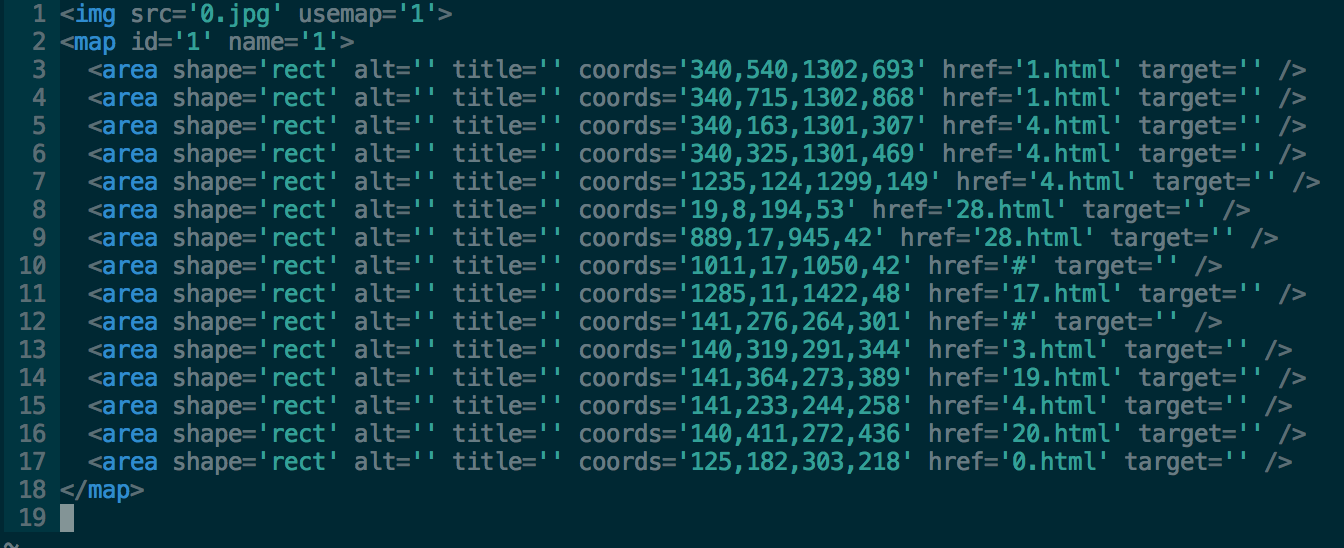 1 <img src='0.jpg' usemap='1'>
2 <map id='1' name='1'>
3   <area shape='rect' alt='' title='' coords='340,540,1302,693' href='1.html' target='' />
4   <area shape='rect' alt='' title='' coords='340,715,1302,868' href='1.html' target='' />
5   <area shape='rect' alt='' title='' coords='340,163,1301,307' href='4.html' target='' />
6   <area shape='rect' alt='' title='' coords='340,325,1301,469' href='4.html' target='' />
7   <area shape='rect' alt='' title='' coords='1235,124,1299,149' href='4.html' target='' />
8   <area shape='rect' alt='' title='' coords='19,8,194,53' href='28.html' target='' />
9   <area shape='rect' alt='' title='' coords='889,17,945,42' href='28.html' target='' />
10   <area shape='rect' alt='' title='' coords='1011,17,1050,42' href='#' target='' />
11   <area shape='rect' alt='' title='' coords='1285,11,1422,48' href='17.html' target='' />
12   <area shape='rect' alt='' title='' coords='141,276,264,301' href='#' target='' />
13   <area shape='rect' alt='' title='' coords='140,319,291,344' href='3.html' target='' />
14   <area shape='rect' alt='' title='' coords='141,364,273,389' href='19.html' target='' />
15   <area shape='rect' alt='' title='' coords='141,233,244,258' href='4.html' target='' />
16   <area shape='rect' alt='' title='' coords='140,411,272,436' href='20.html' target='' />
17   <area shape='rect' alt='' title='' coords='125,182,303,218' href='0.html' target='' />
18 </map>
19
~